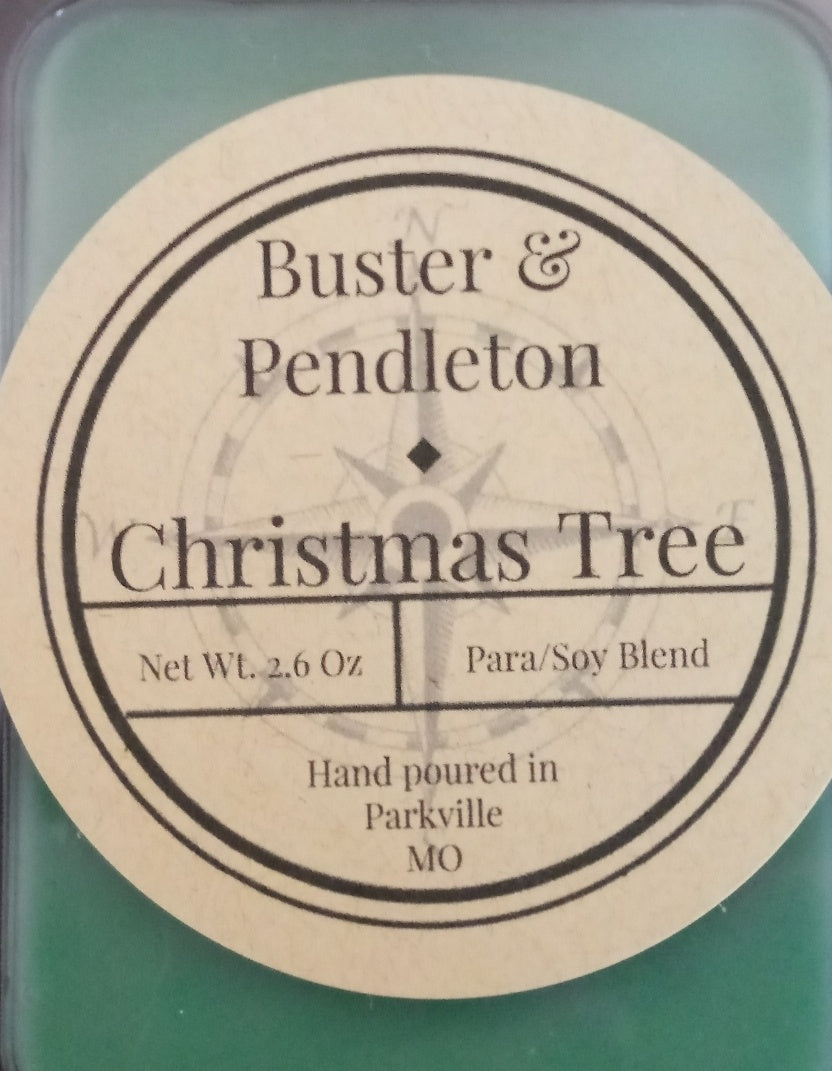 N
Buster &
Pendleton
Christmas Tree
W E
Net Wt. 2.6 Oz
Para/Soy Blend
Hand poured in
Parkville
MO